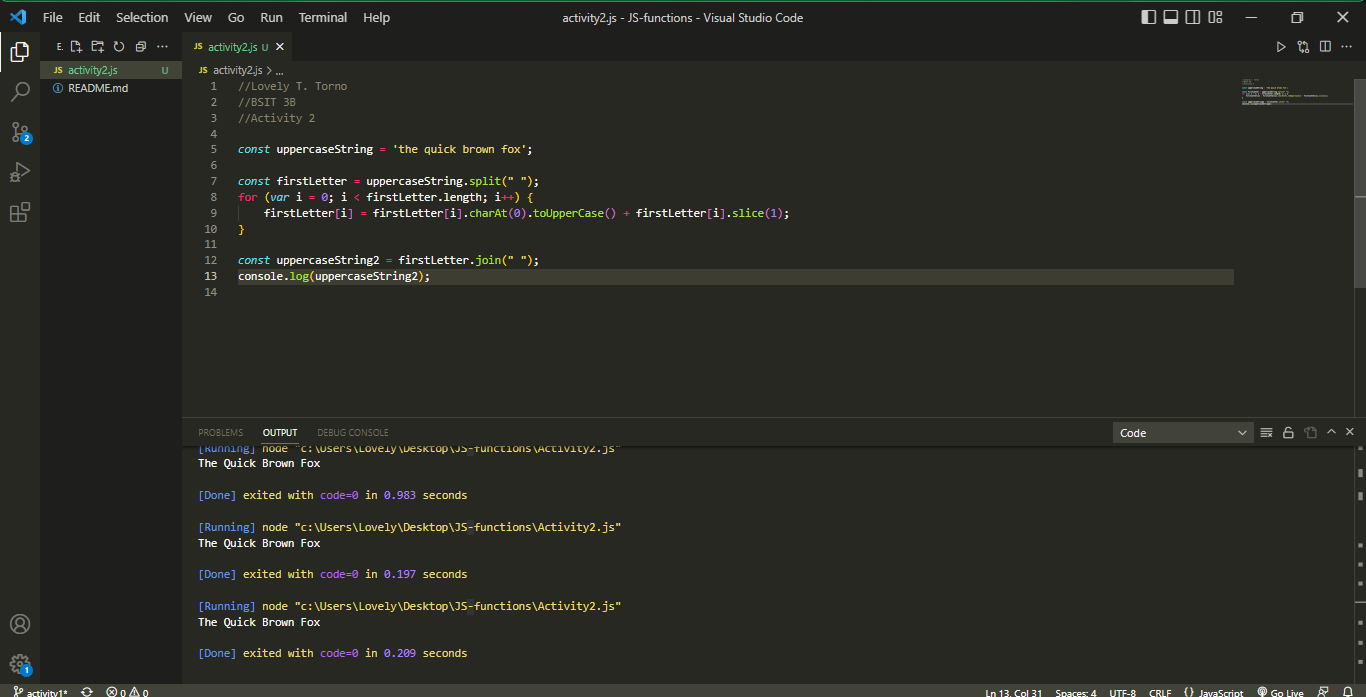 File Edit Selection View Go Run Terminal Help activity2.js - JS-functions - Visual Studio Code
E. JS activity2.js U
JS activity2.js U
README.md
JS activity2.js > ...
1 //Lovely T. Torno
2 //BSIT 3B
3 //Activity 2
4
5 const uppercaseString = 'the quick brown fox';
6
7 const firstLetter = uppercaseString.split(" ");
8 for (var i = 0; i < firstLetter.length; i++) {
9 firstLetter[i] = firstLetter[i].charAt(0).toUpperCase() + firstLetter[i].slice(1);
10 }
11
12 const uppercaseString2 = firstLetter.join(" ");
13 console.log(uppercaseString2);
14
2
PROBLEMS OUTPUT DEBUG CONSOLE Code
[Running] node "c:\Users\Lovely\Desktop\JS-functions\Activity2.js"
The Quick Brown Fox
[Done] exited with code=0 in 0.983 seconds
[Running] node "c:\Users\Lovely\Desktop\JS-functions\Activity2.js"
The Quick Brown Fox
[Done] exited with code=0 in 0.197 seconds
[Running] node "c:\Users\Lovely\Desktop\JS-functions\Activity2.js"
The Quick Brown Fox
[Done] exited with code=0 in 0.209 seconds
1
activity1* 0 0 Ln 13, Col 31 Spaces: 4 UTF-8 CRLF {} JavaScript Go Live